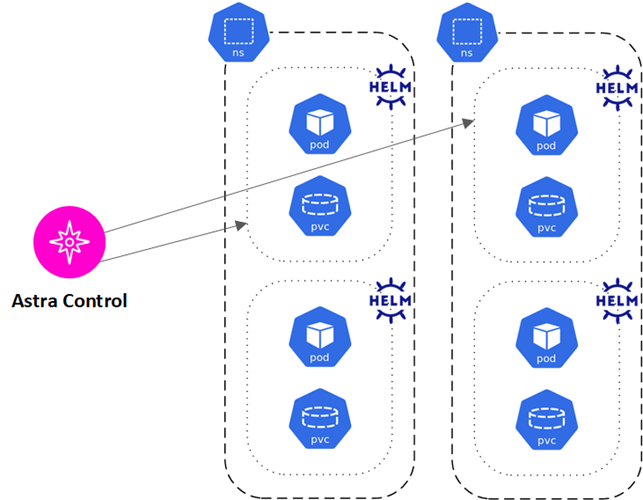 ns
ns
HELM
HELM
pod
pod
pvc
pvc
Astra Control
HELM
HELM
pod
pod
pvc
pvc